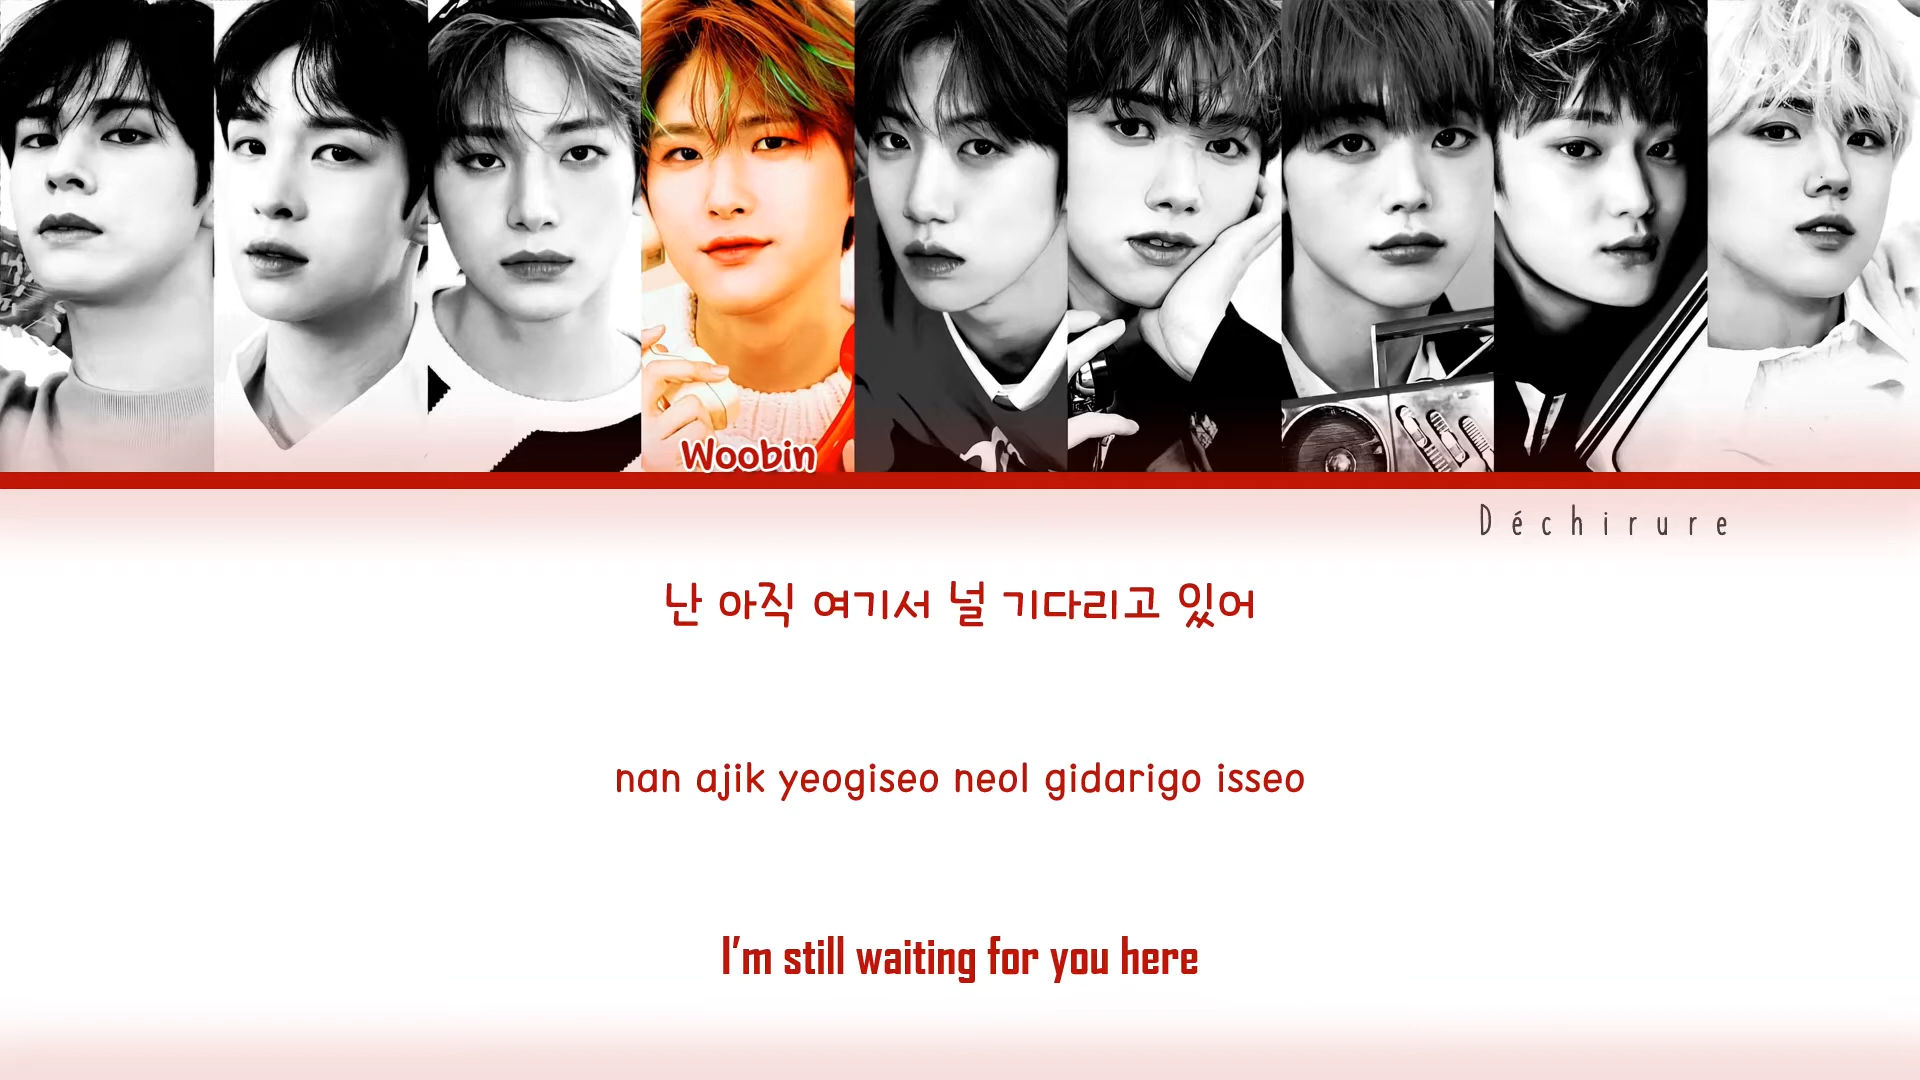 Woobin
Déchirure
난 아직 여기서 널 기다리고 있어
nan ajik yeogiseo neol gidarigo isseo
I'm still waiting for you here